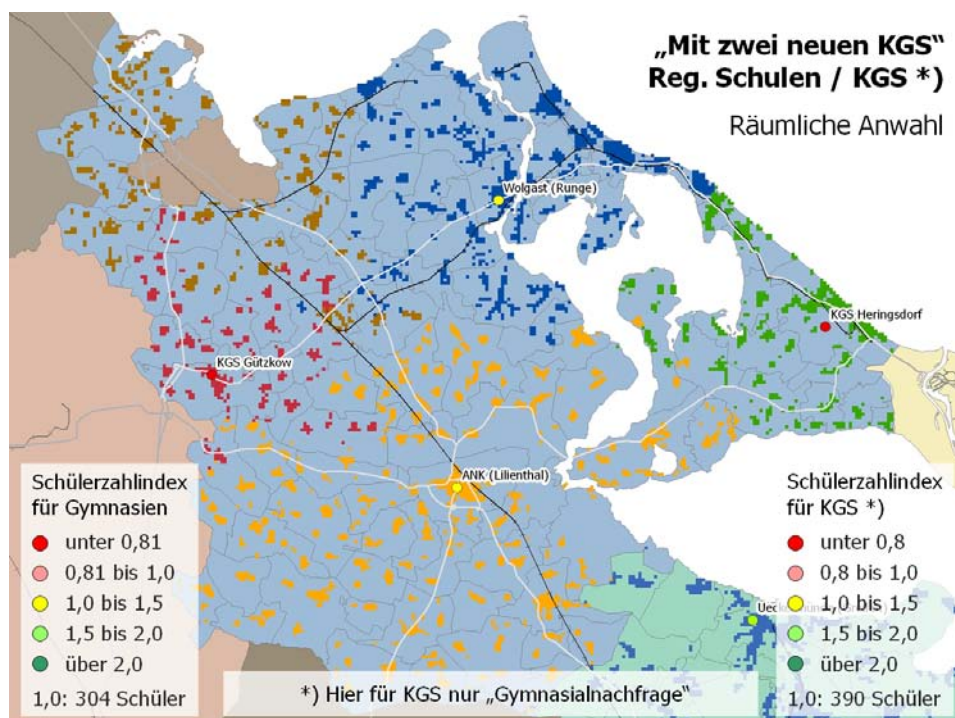 „Mit zwei neuen KGS“
Reg. Schulen / KGS *)
Räumliche Anwahl
Wolgast (Runge)
KGS Heringsdorf
KGS Gützkow
ANK (Lilienthal)
Schülerzahlindex
für Gymnasien
unter 0,81
0,81 bis 1,0
1,0 bis 1,5
1,5 bis 2,0
über 2,0
1,0: 304 Schüler
*) Hier für KGS nur „Gymnasialnachfrage“
Schülerzahlindex
für KGS *)
unter 0,8
0,8 bis 1,0
1,0 bis 1,5
1,5 bis 2,0
über 2,0
1,0: 390 Schüler